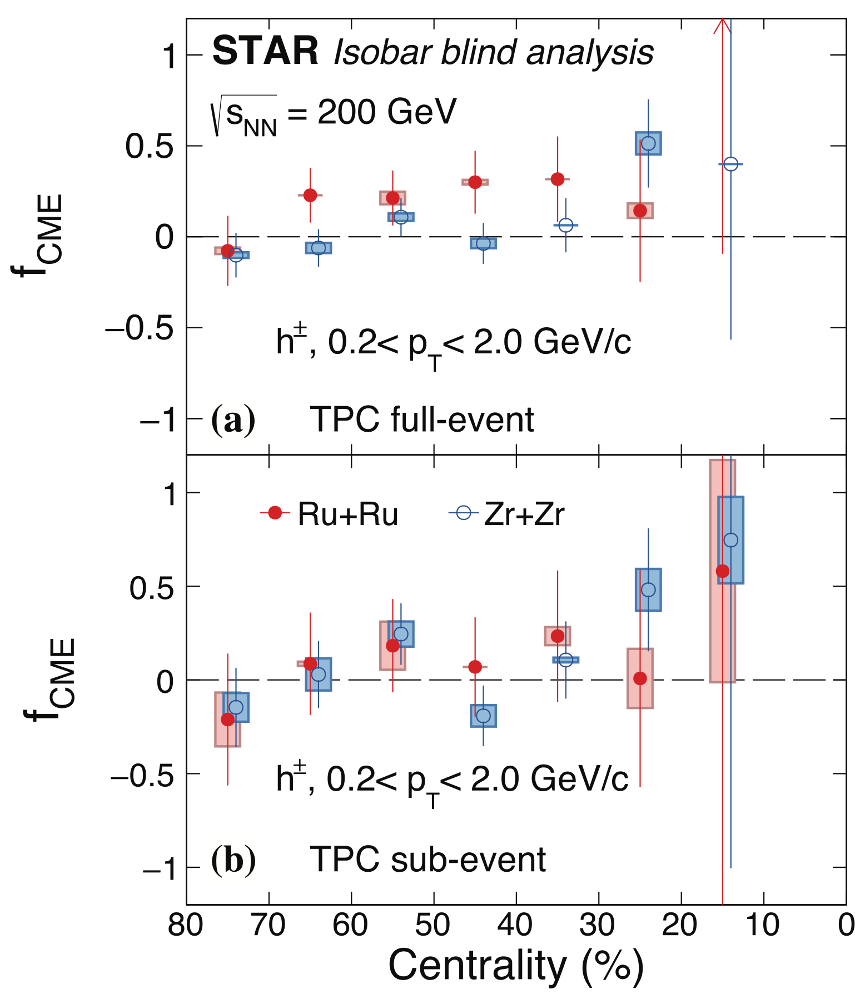 STAR Isobar blind analysis
√sNN = 200 GeV
1
0.5
0
−0.5
−1
fCME
h±, 0.2< pT< 2.0 GeV/c
(a) TPC full-event
Ru+Ru Zr+Zr
1
0.5
0
−0.5
−1
fCME
h±, 0.2< pT< 2.0 GeV/c
(b) TPC sub-event
80 70 60 50 40 30 20 10 0
Centrality (%)